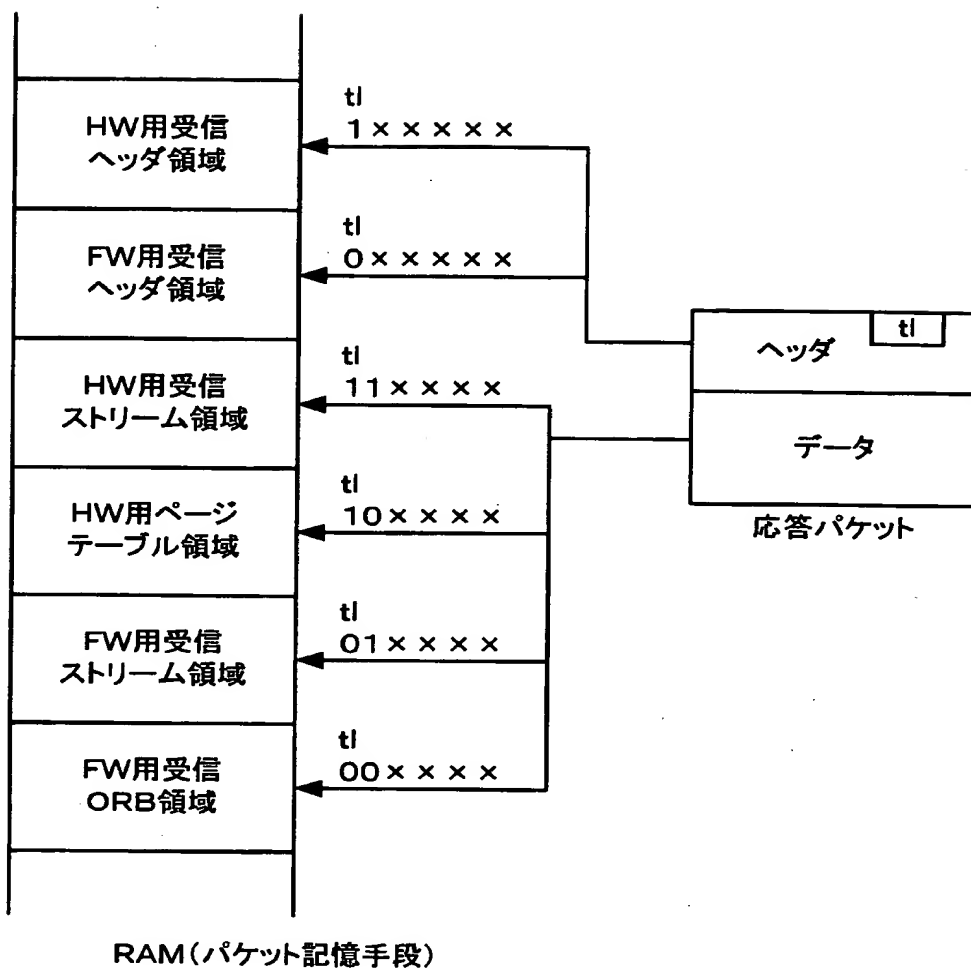 HW用受信
ヘッダ領域
FW用受信
ヘッダ領域
HW用受信
ストリーム領域
HW用ページ
テーブル領域
FW用受信
ストリーム領域
FW用受信
ORB領域
tl
1×××××
tl
0×××××
tl
11××××
tl
10××××
tl
01××××
tl
00××××
ヘッダ
tl
データ
応答パケット
RAM(パケット記憶手段)